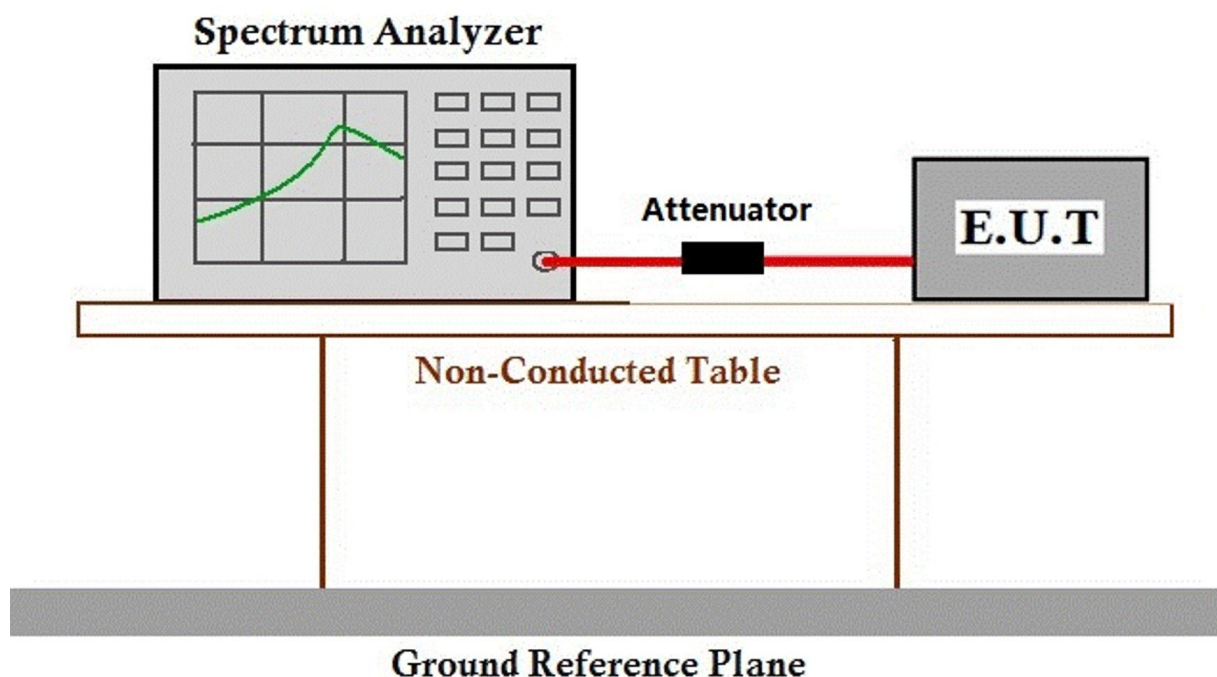 Spectrum Analyzer
Attenuator
E.U.T
Non-Conducted Table
Ground Reference Plane